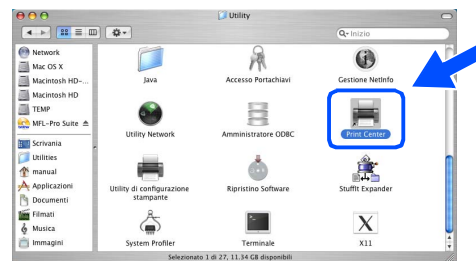 Utility
Inizio
Network
Mac OS X
Macintosh HD-...
Macintosh HD
TEMP
MFL-Pro Suite
Scrivania
Utilities
manual
Applicazioni
Documenti
Filmati
Musica
Immagini
Java
Accesso Portachiavi
Gestione NetInfo
Utility Network
Amministratore ODBC
Print Center
Utility di configurazione
stampante
Ripristino Software
StuffIt Expander
System Profiler
Terminale
X11
Selezionato 1 di 27, 11.34 GB disponibili